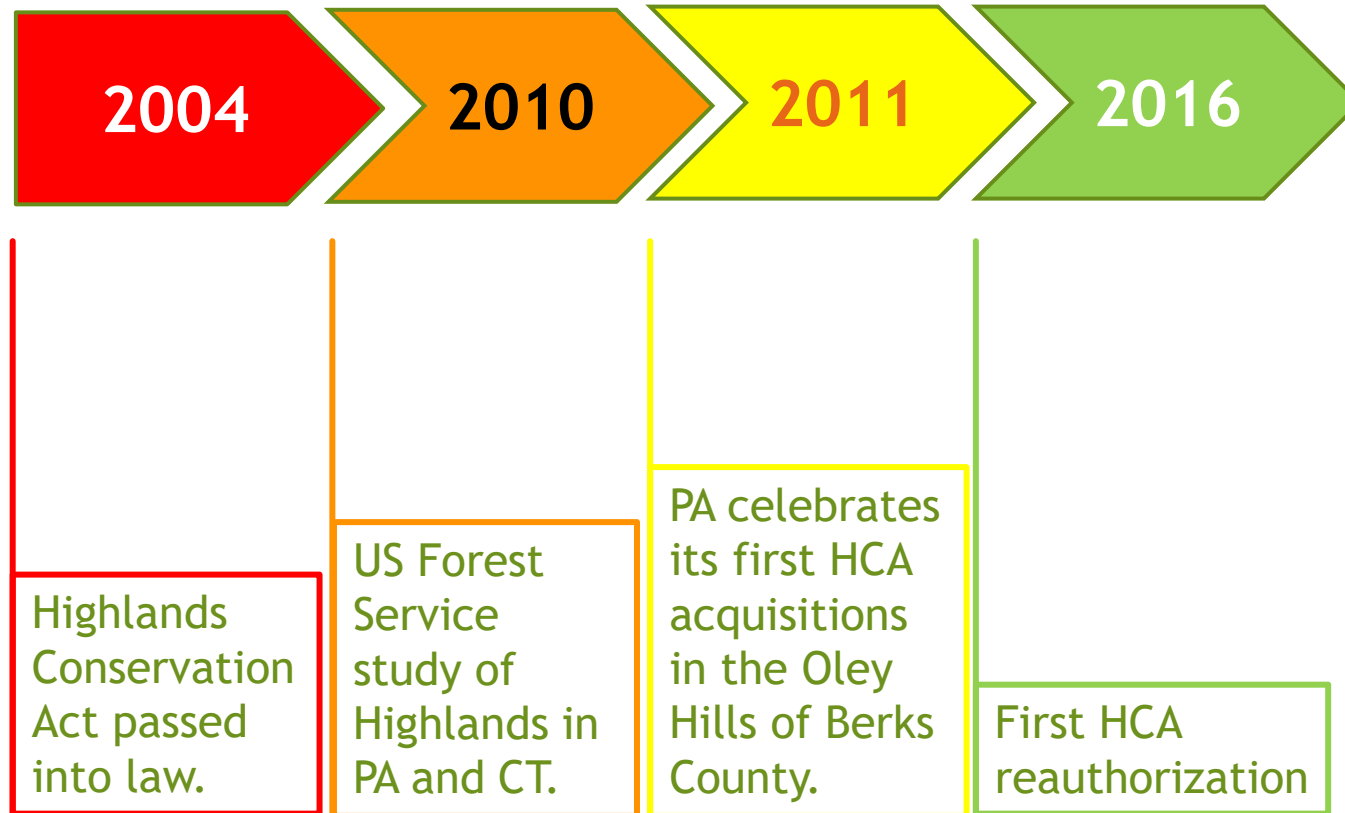 2004
2010
2011
2016
Highlands
Conservation
Act passed
into law.
US Forest
Service
study of
Highlands in
PA and CT.
PA celebrates
its first HCA
acquisitions
in the Oley
Hills of Berks
County.
First HCA
reauthorization